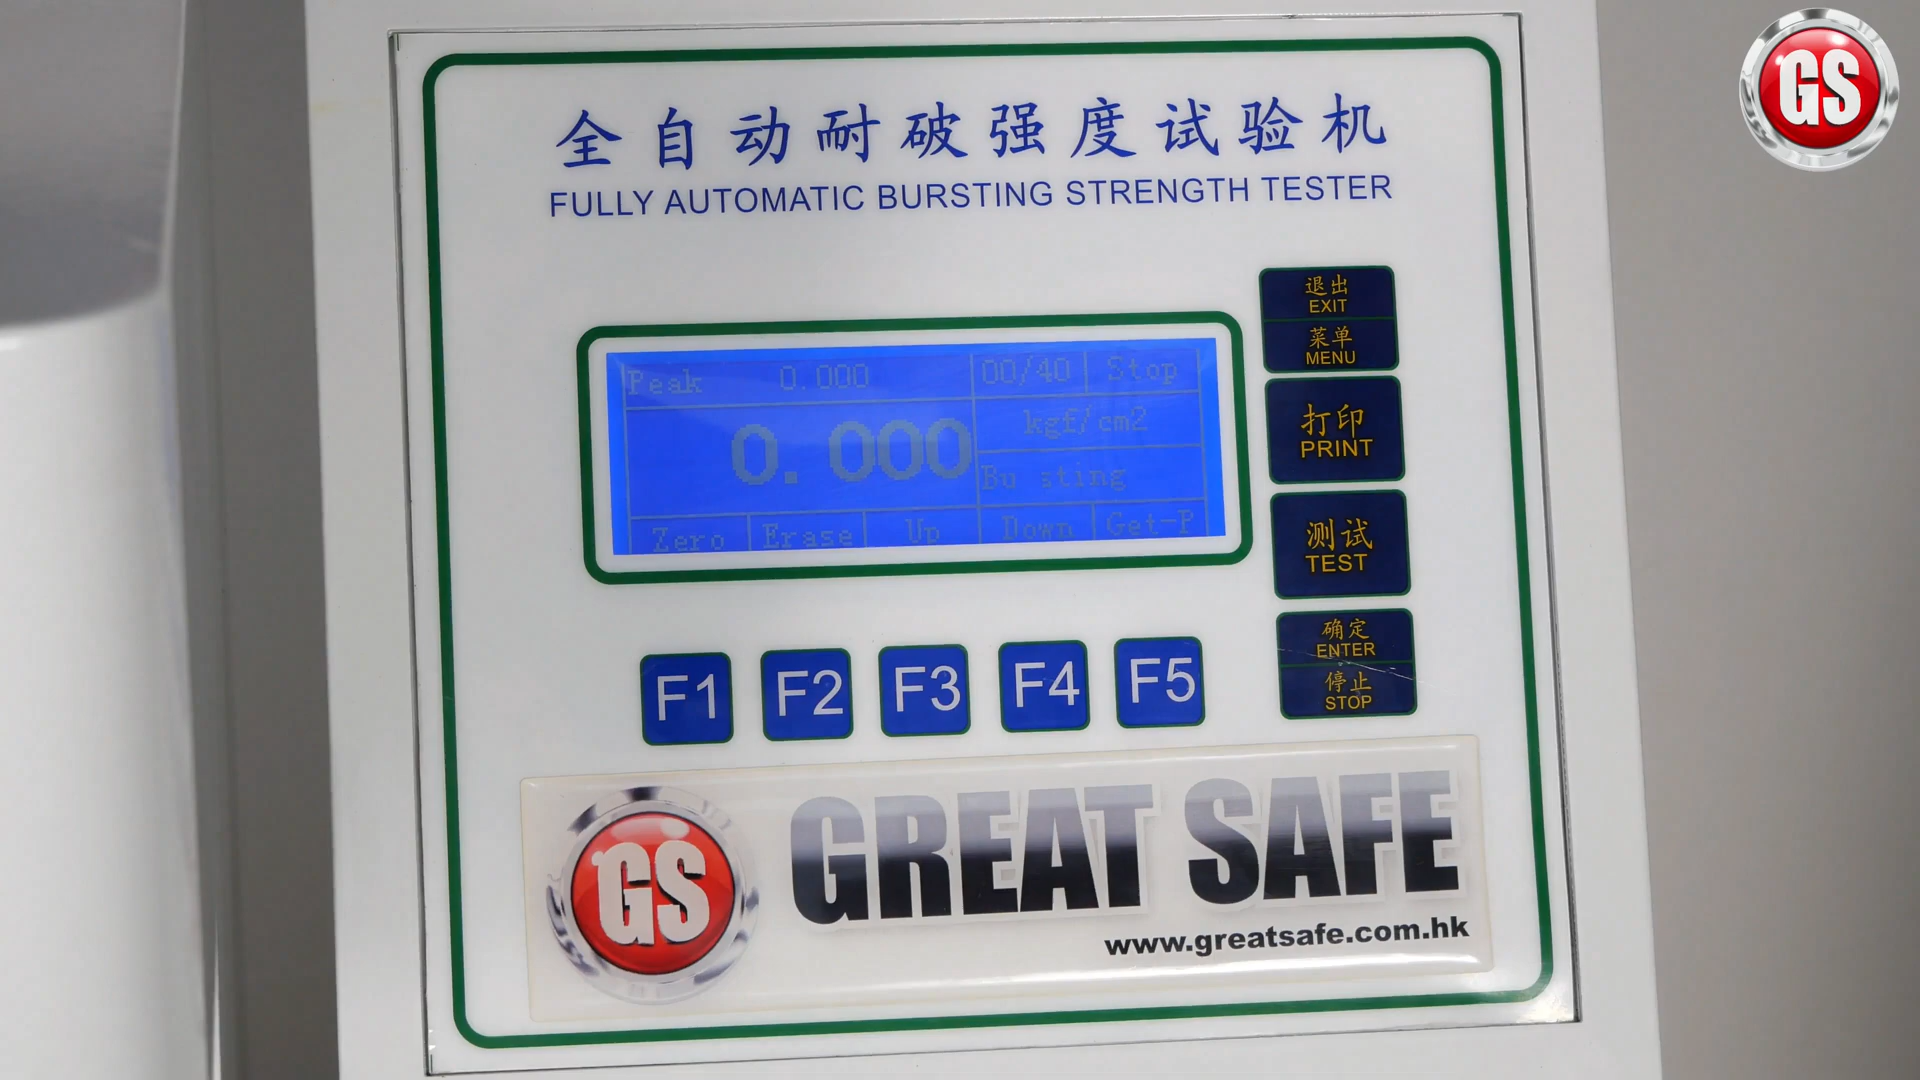 GS
全自动耐破强度试验机
FULLY AUTOMATIC BURSTING STRENGTH TESTER
Peak 0.000 00/40 Stop
0.000 kgf/cm2
Bu sting
Zero Erase Up Down Get-P
退出
EXIT
菜单
MENU
打印
PRINT
测试
TEST
确定
ENTER
停止
STOP
F1 F2 F3 F4 F5
GS GREAT SAFE
www.greatsafe.com.hk